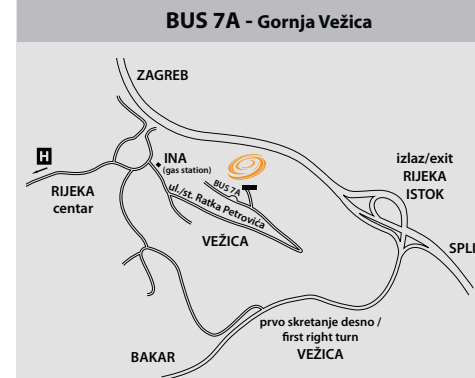 BUS 7A - Gornja Vežica
ZAGREB
H
INA
(gas station)
izlaz/exit
RIJEKA
ISTOK
RIJEKA
centar
BUS 7A
ul./st. Ratka Petrovića
VEŽICA
SPLI
prvo skretanje desno /
first right turn
VEŽICA
BAKAR